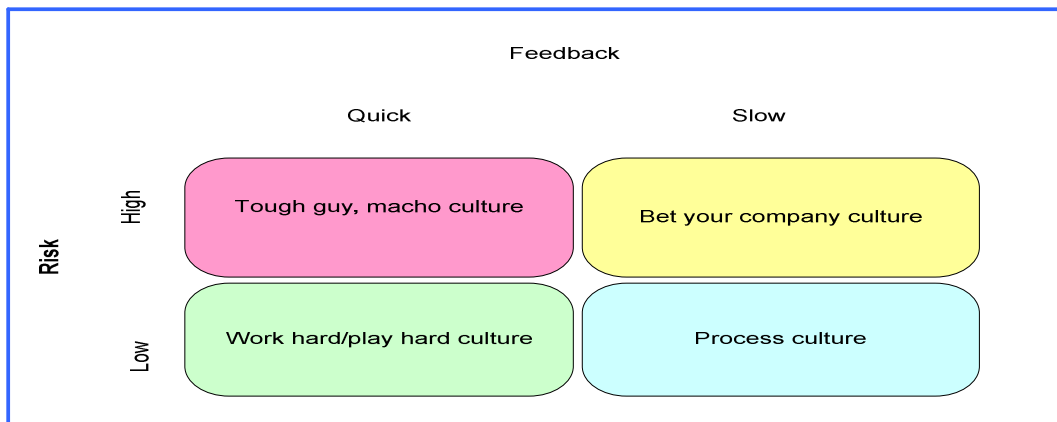 Feedback
Quick
Slow
High
Tough guy, macho culture
Bet your company culture
Risk
Work hard/play hard culture
Process culture
Low